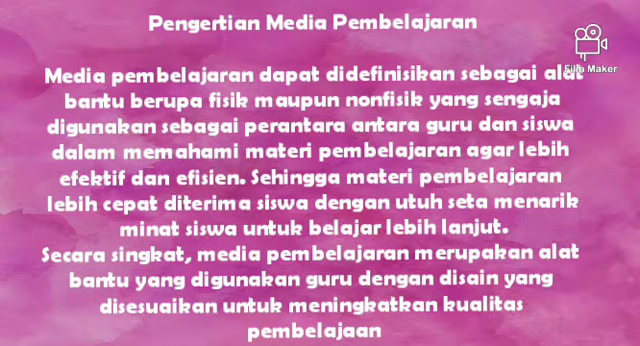 Pengertian Media Pembelajaran
Film Maker
Media pembelajaran dapat didefinisikan sebagai alat
bantu berupa fisik maupun nonfisik yang sengaja
digunakan sebagai perantara antara guru dan siswa
dalam memahami materi pembelajaran agar lebih
efektif dan efisien. Sehingga materi pembelajaran
lebih cepat diterima siswa dengan utuh seta menarik
minat siswa untuk belajar lebih lanjut.
Secara singkat, media pembelajaran merupakan alat
bantu yang digunakan guru dengan disain yang
disesuaikan untuk meningkatkan kualitas
pembelajaan